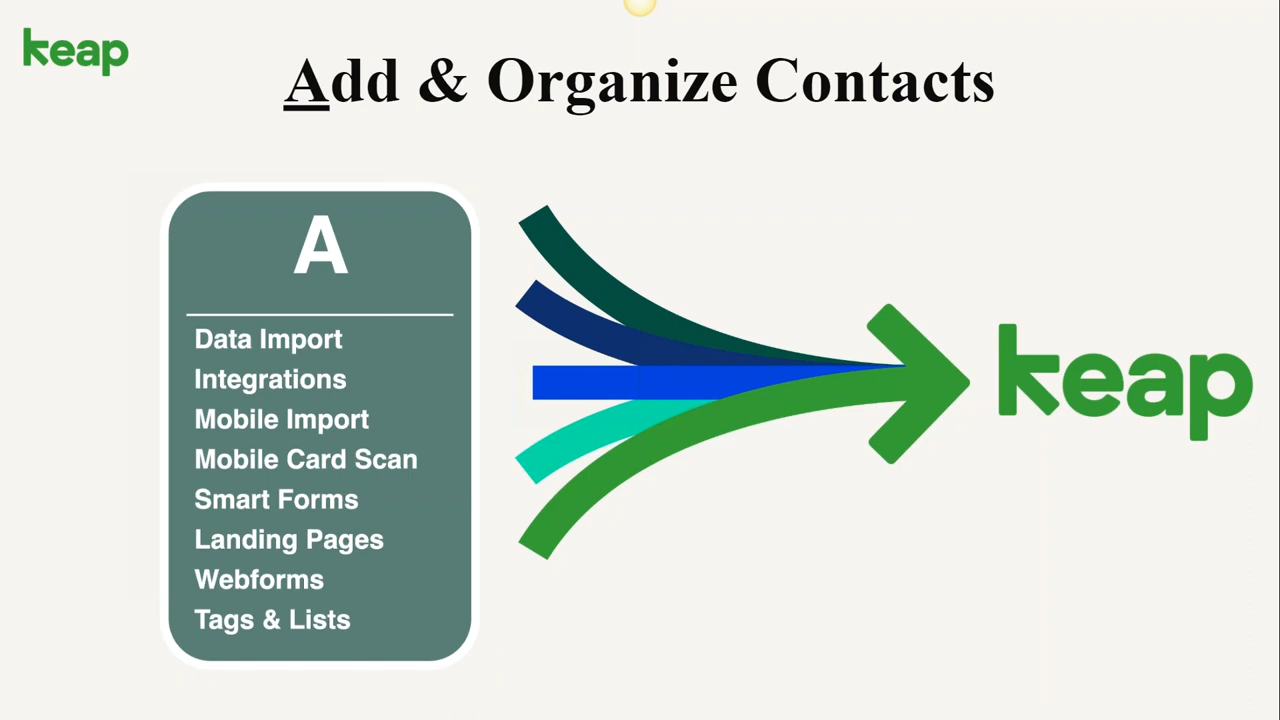 keap
Add & Organize Contacts
A
Data Import
Integrations
Mobile Import
Mobile Card Scan
Smart Forms
Landing Pages
Webforms
Tags & Lists
keap